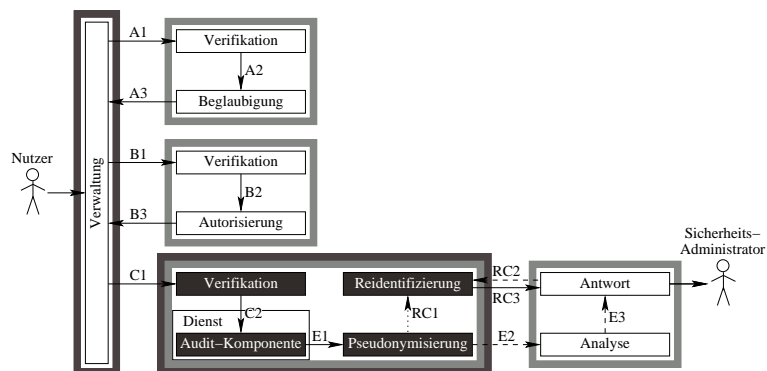 A1
Verifikation
A2
A3
Beglaubigung
Nutzer
Verwaltung
B1
Verifikation
B2
B3
Autorisierung
Sicherheits−
Administrator
C1
Verifikation
Reidentifizierung
RC2
RC3
Antwort
C2
Dienst
RC1
E3
Audit−Komponente
E1
Pseudonymisierung
E2
Analyse